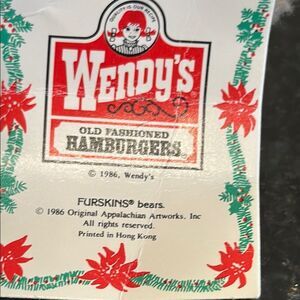 QUALITY IS OUR RECIPE
WENDY'S®
OLD FASHIONED
HAMBURGERS®
© 1986, Wendy's
FURSKINS® bears.
© 1986 Original Appalachian Artworks, Inc
All rights reserved.
Printed in Hong Kong